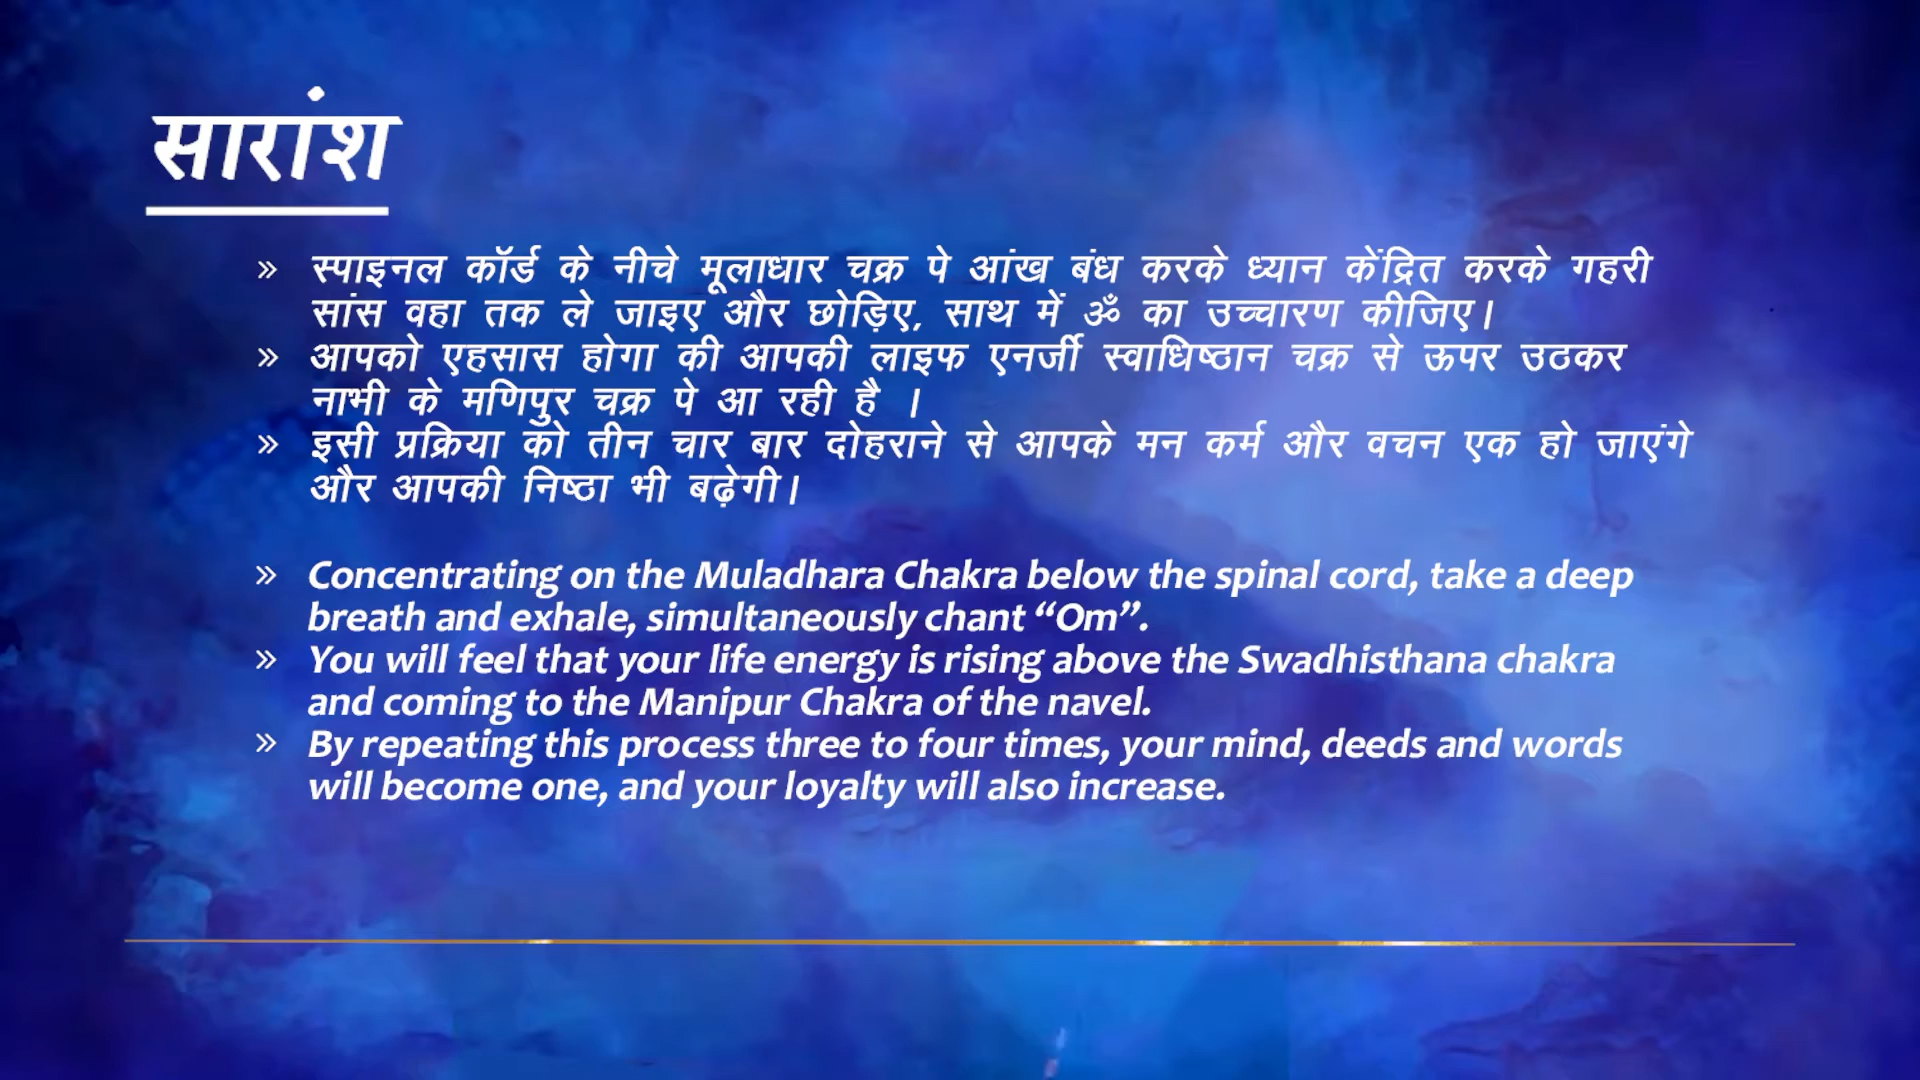 सारांश
» स्पाइनल कॉर्ड के नीचे मूलाधार चक्र पे आंख बंध करके ध्यान केंद्रित करके गहरी
सांस वहा तक ले जाइए और छोड़िए, साथ में ॐ का उच्चारण कीजिए।
» आपको एहसास होगा की आपकी लाइफ एनर्जी स्वाधिष्ठान चक्र से ऊपर उठकर
नाभी के मणिपुर चक्र पे आ रही है ।
» इसी प्रक्रिया को तीन चार बार दोहराने से आपके मन कर्म और वचन एक हो जाएंगे
और आपकी निष्ठा भी बढ़ेगी।
» Concentrating on the Muladhara Chakra below the spinal cord, take a deep
breath and exhale, simultaneously chant “Om”.
» You will feel that your life energy is rising above the Swadhisthana chakra
and coming to the Manipur Chakra of the navel.
» By repeating this process three to four times, your mind, deeds and words
will become one, and your loyalty will also increase.